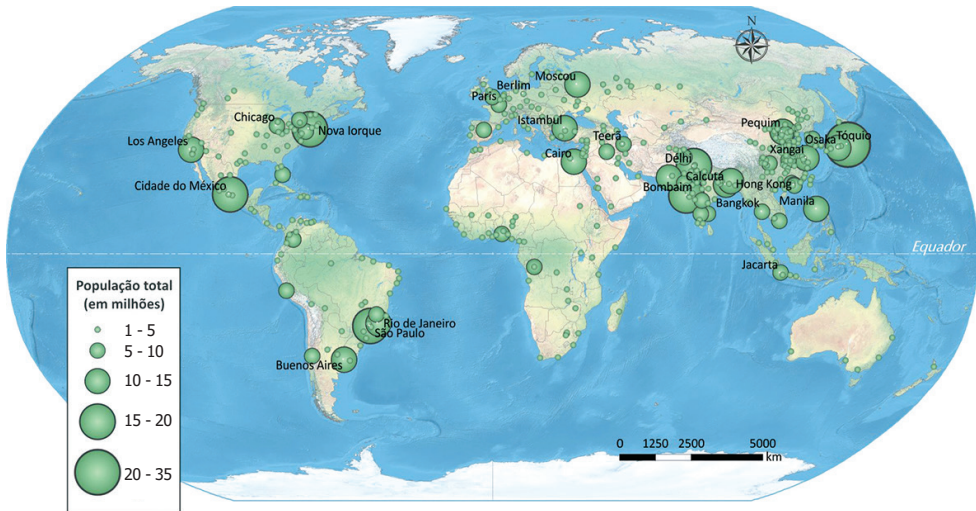 N
Moscou
Berlim
Paris
Istambul
Teerã
Cairo
Pequim
Xangai
Osaka
Tóquio
Délhi
Calcutá
Bombaim
Hong Kong
Bangkok
Manila
Jacarta
Chicago
Nova Iorque
Los Angeles
Cidade do México
Equador
Rio de Janeiro
São Paulo
Buenos Aires
População total
(em milhões)
1 - 5
5 - 10
10 - 15
15 - 20
20 - 35
0 1250 2500 5000
km